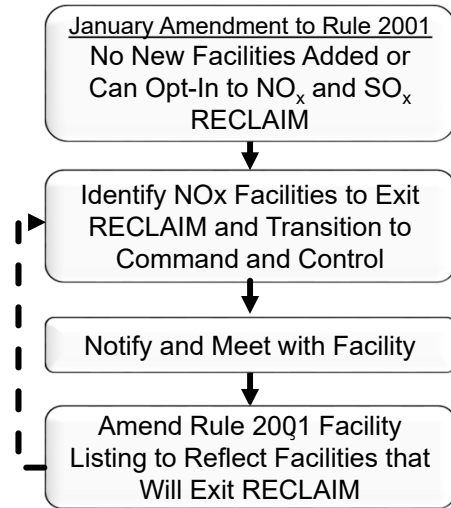 January Amendment to Rule 2001
No New Facilities Added or
Can Opt-In to NOₓ and SOₓ
RECLAIM
Identify NOx Facilities to Exit
RECLAIM and Transition to
Command and Control
Notify and Meet with Facility
Amend Rule 2001 Facility
Listing to Reflect Facilities that
Will Exit RECLAIM